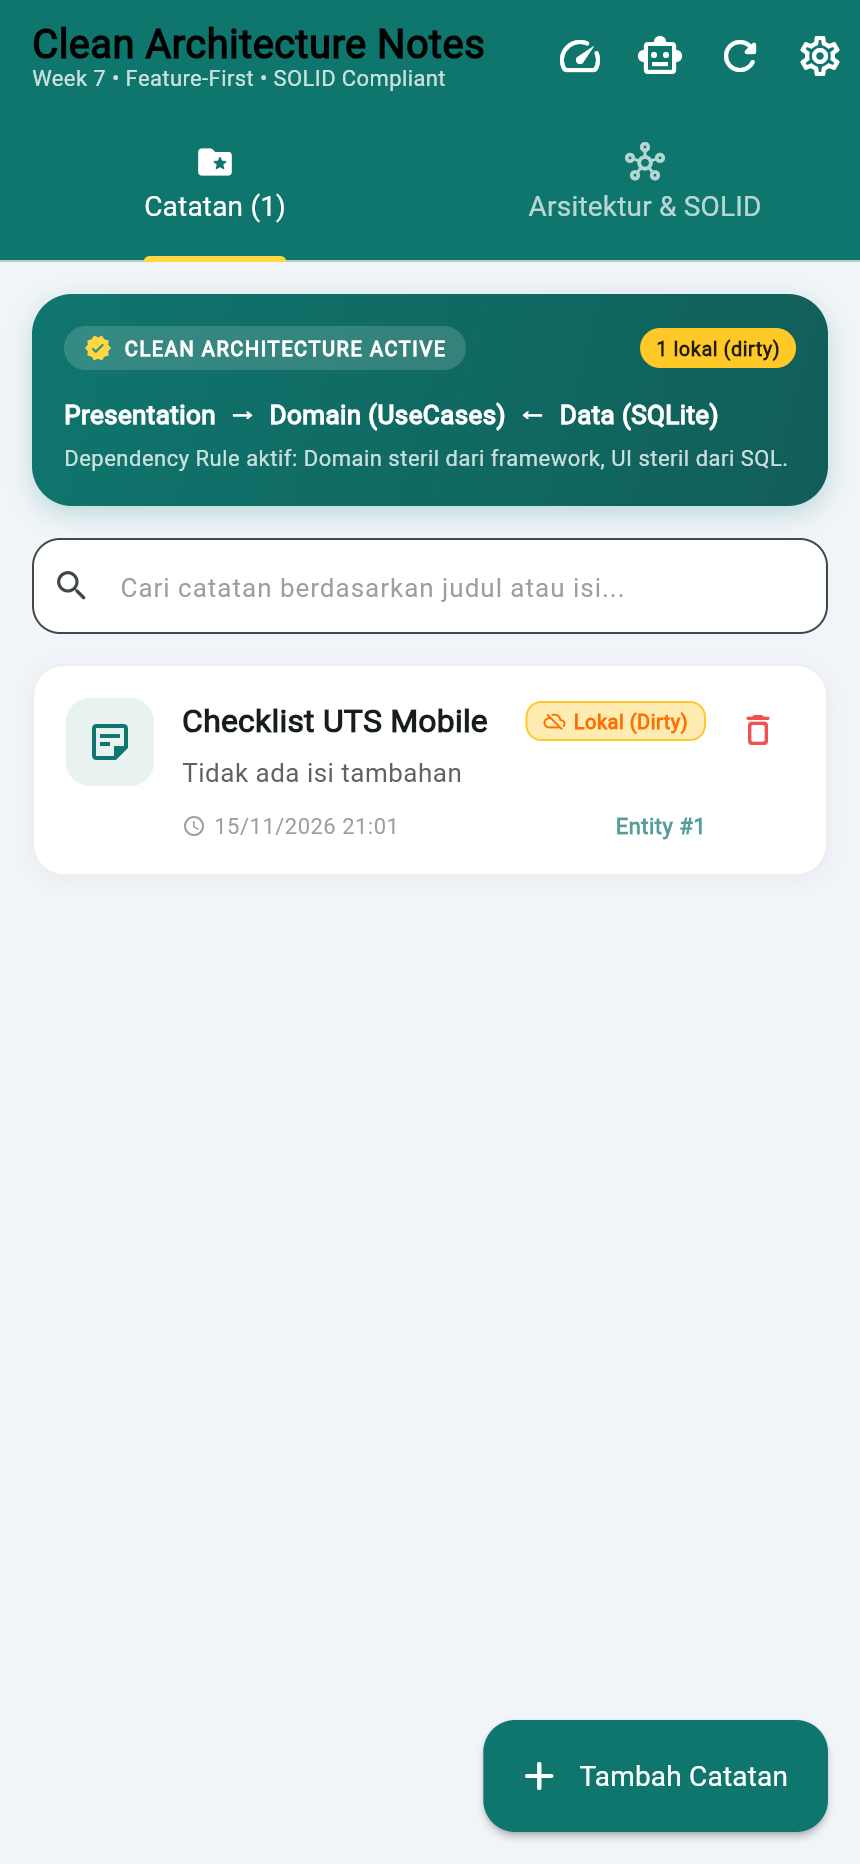 Clean Architecture Notes
Week 7 • Feature-First • SOLID Compliant
Catatan (1)
Arsitektur & SOLID
CLEAN ARCHITECTURE ACTIVE
1 lokal (dirty)
Presentation → Domain (UseCases) ← Data (SQLite)
Dependency Rule aktif: Domain steril dari framework, UI steril dari SQL.
Cari catatan berdasarkan judul atau isi...
Checklist UTS Mobile
Lokal (Dirty)
Tidak ada isi tambahan
15/11/2026 21:01
Entity #1
Tambah Catatan